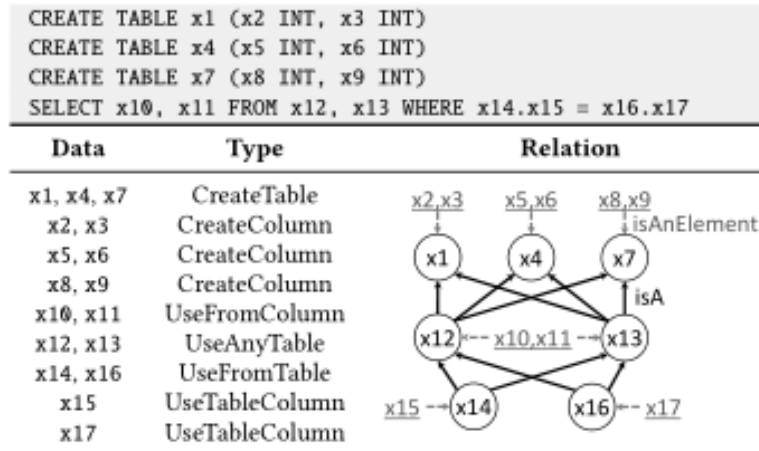 CREATE TABLE x1 (x2 INT, x3 INT)
CREATE TABLE x4 (x5 INT, x6 INT)
CREATE TABLE x7 (x8 INT, x9 INT)
SELECT x10, x11 FROM x12, x13 WHERE x14.x15 = x16.x17
Data Type Relation
x1, x4, x7 CreateTable
x2, x3 CreateColumn
x5, x6 CreateColumn
x8, x9 CreateColumn
x10, x11 UseFromColumn
x12, x13 UseAnyTable
x14, x16 UseFromTable
x15 UseTableColumn
x17 UseTableColumn
x2,x3 x5,x6 x8,x9
isAnElement
x1 x4 x7
isA
x12 x10,x11 x13
x15 x14 x16 x17